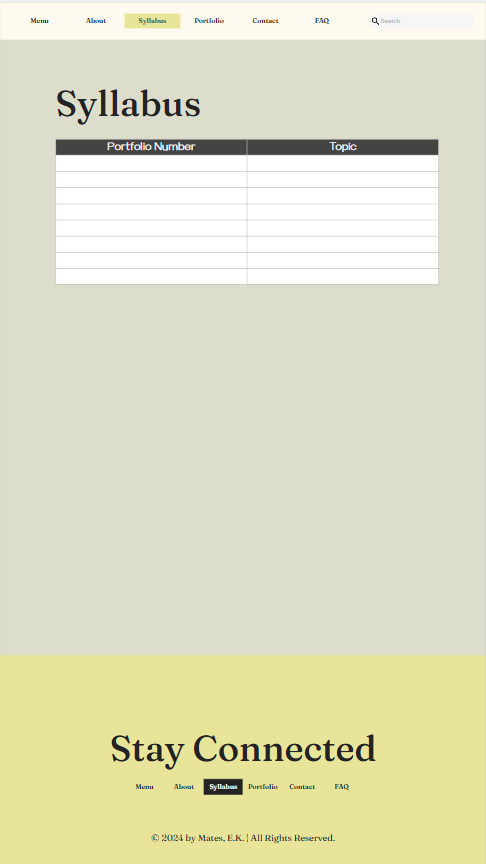 Menu About Syllabus Portfolio Contact FAQ Search
Syllabus
Portfolio Number Topic
Stay Connected
Menu About Syllabus Portfolio Contact FAQ
© 2024 by Mates, E.K. | All Rights Reserved.